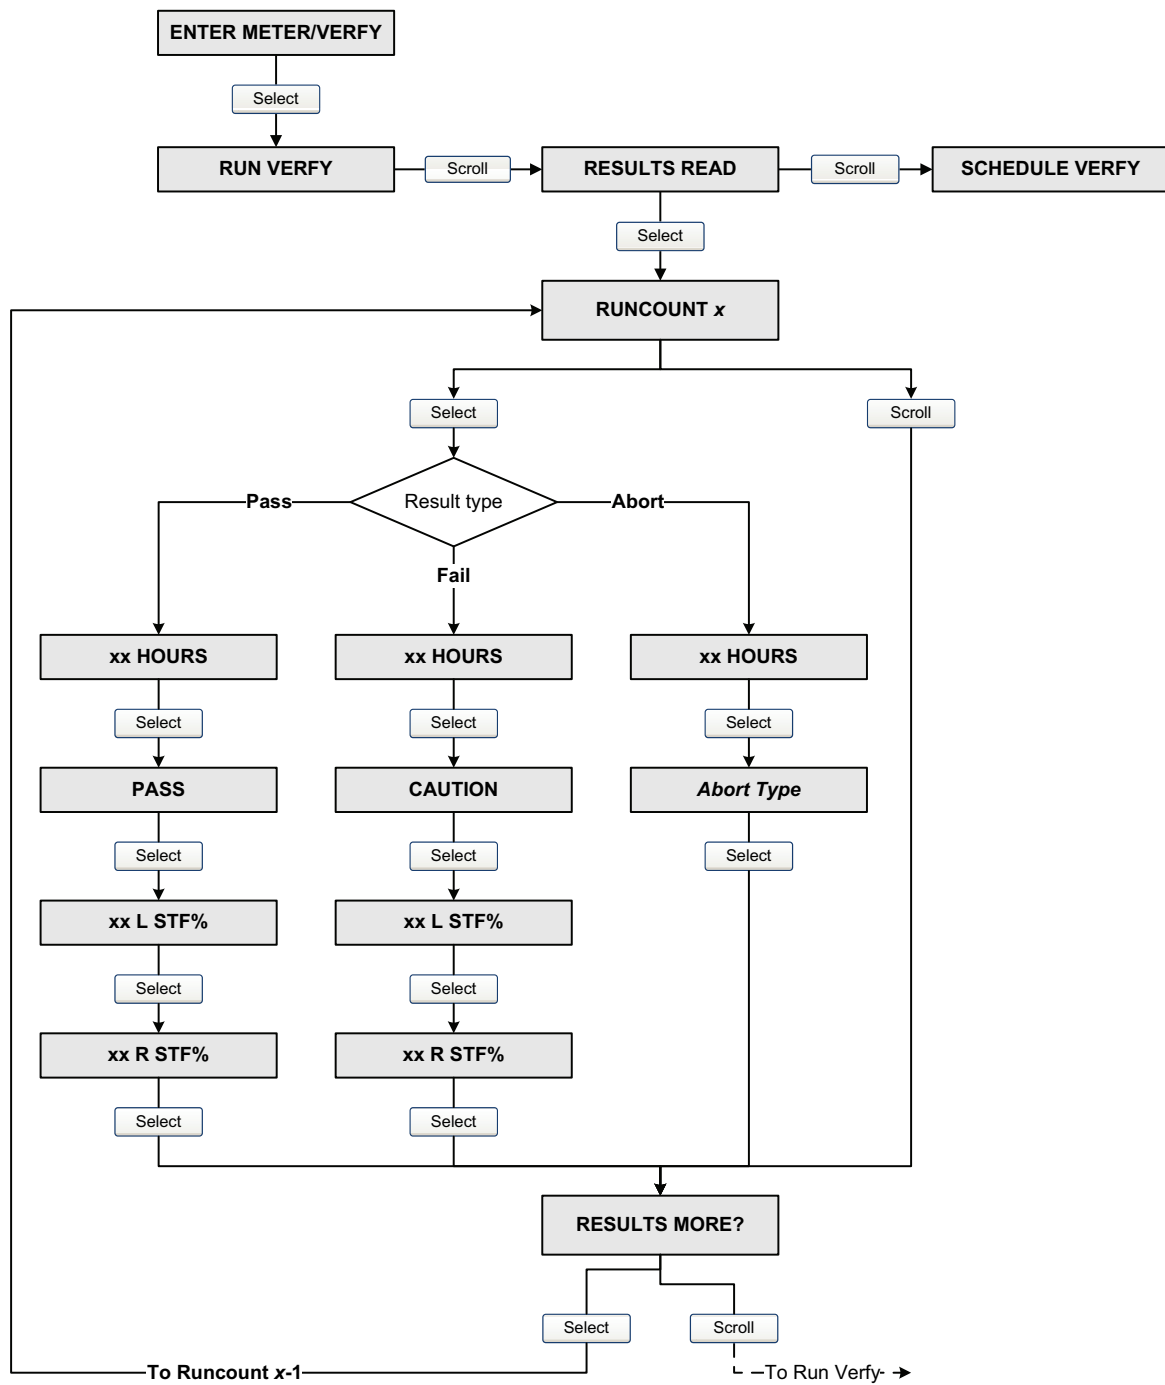 ENTER METER/VERFY
Select
RUN VERFY
Scroll
RESULTS READ
Scroll
SCHEDULE VERFY
Select
RUNCOUNT x
Select
Scroll
Pass
Result type
Abort
Fail
xx HOURS
xx HOURS
xx HOURS
Select
Select
Select
PASS
CAUTION
Abort Type
Select
Select
Select
xx L STF%
xx L STF%
Select
Select
xx R STF%
xx R STF%
Select
Select
RESULTS MORE?
Select
Scroll
To Runcount x-1
To Run Verfy